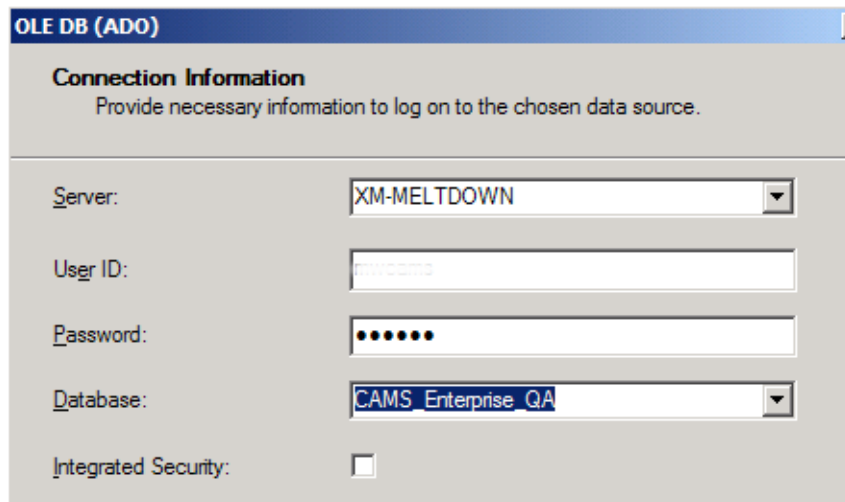 OLE DB (ADO)
Connection Information
Provide necessary information to log on to the chosen data source.
Server: XM-MELTDOWN
User ID:
Password: ●●●●●●
Database: CAMS_Enterprise_QA
Integrated Security: